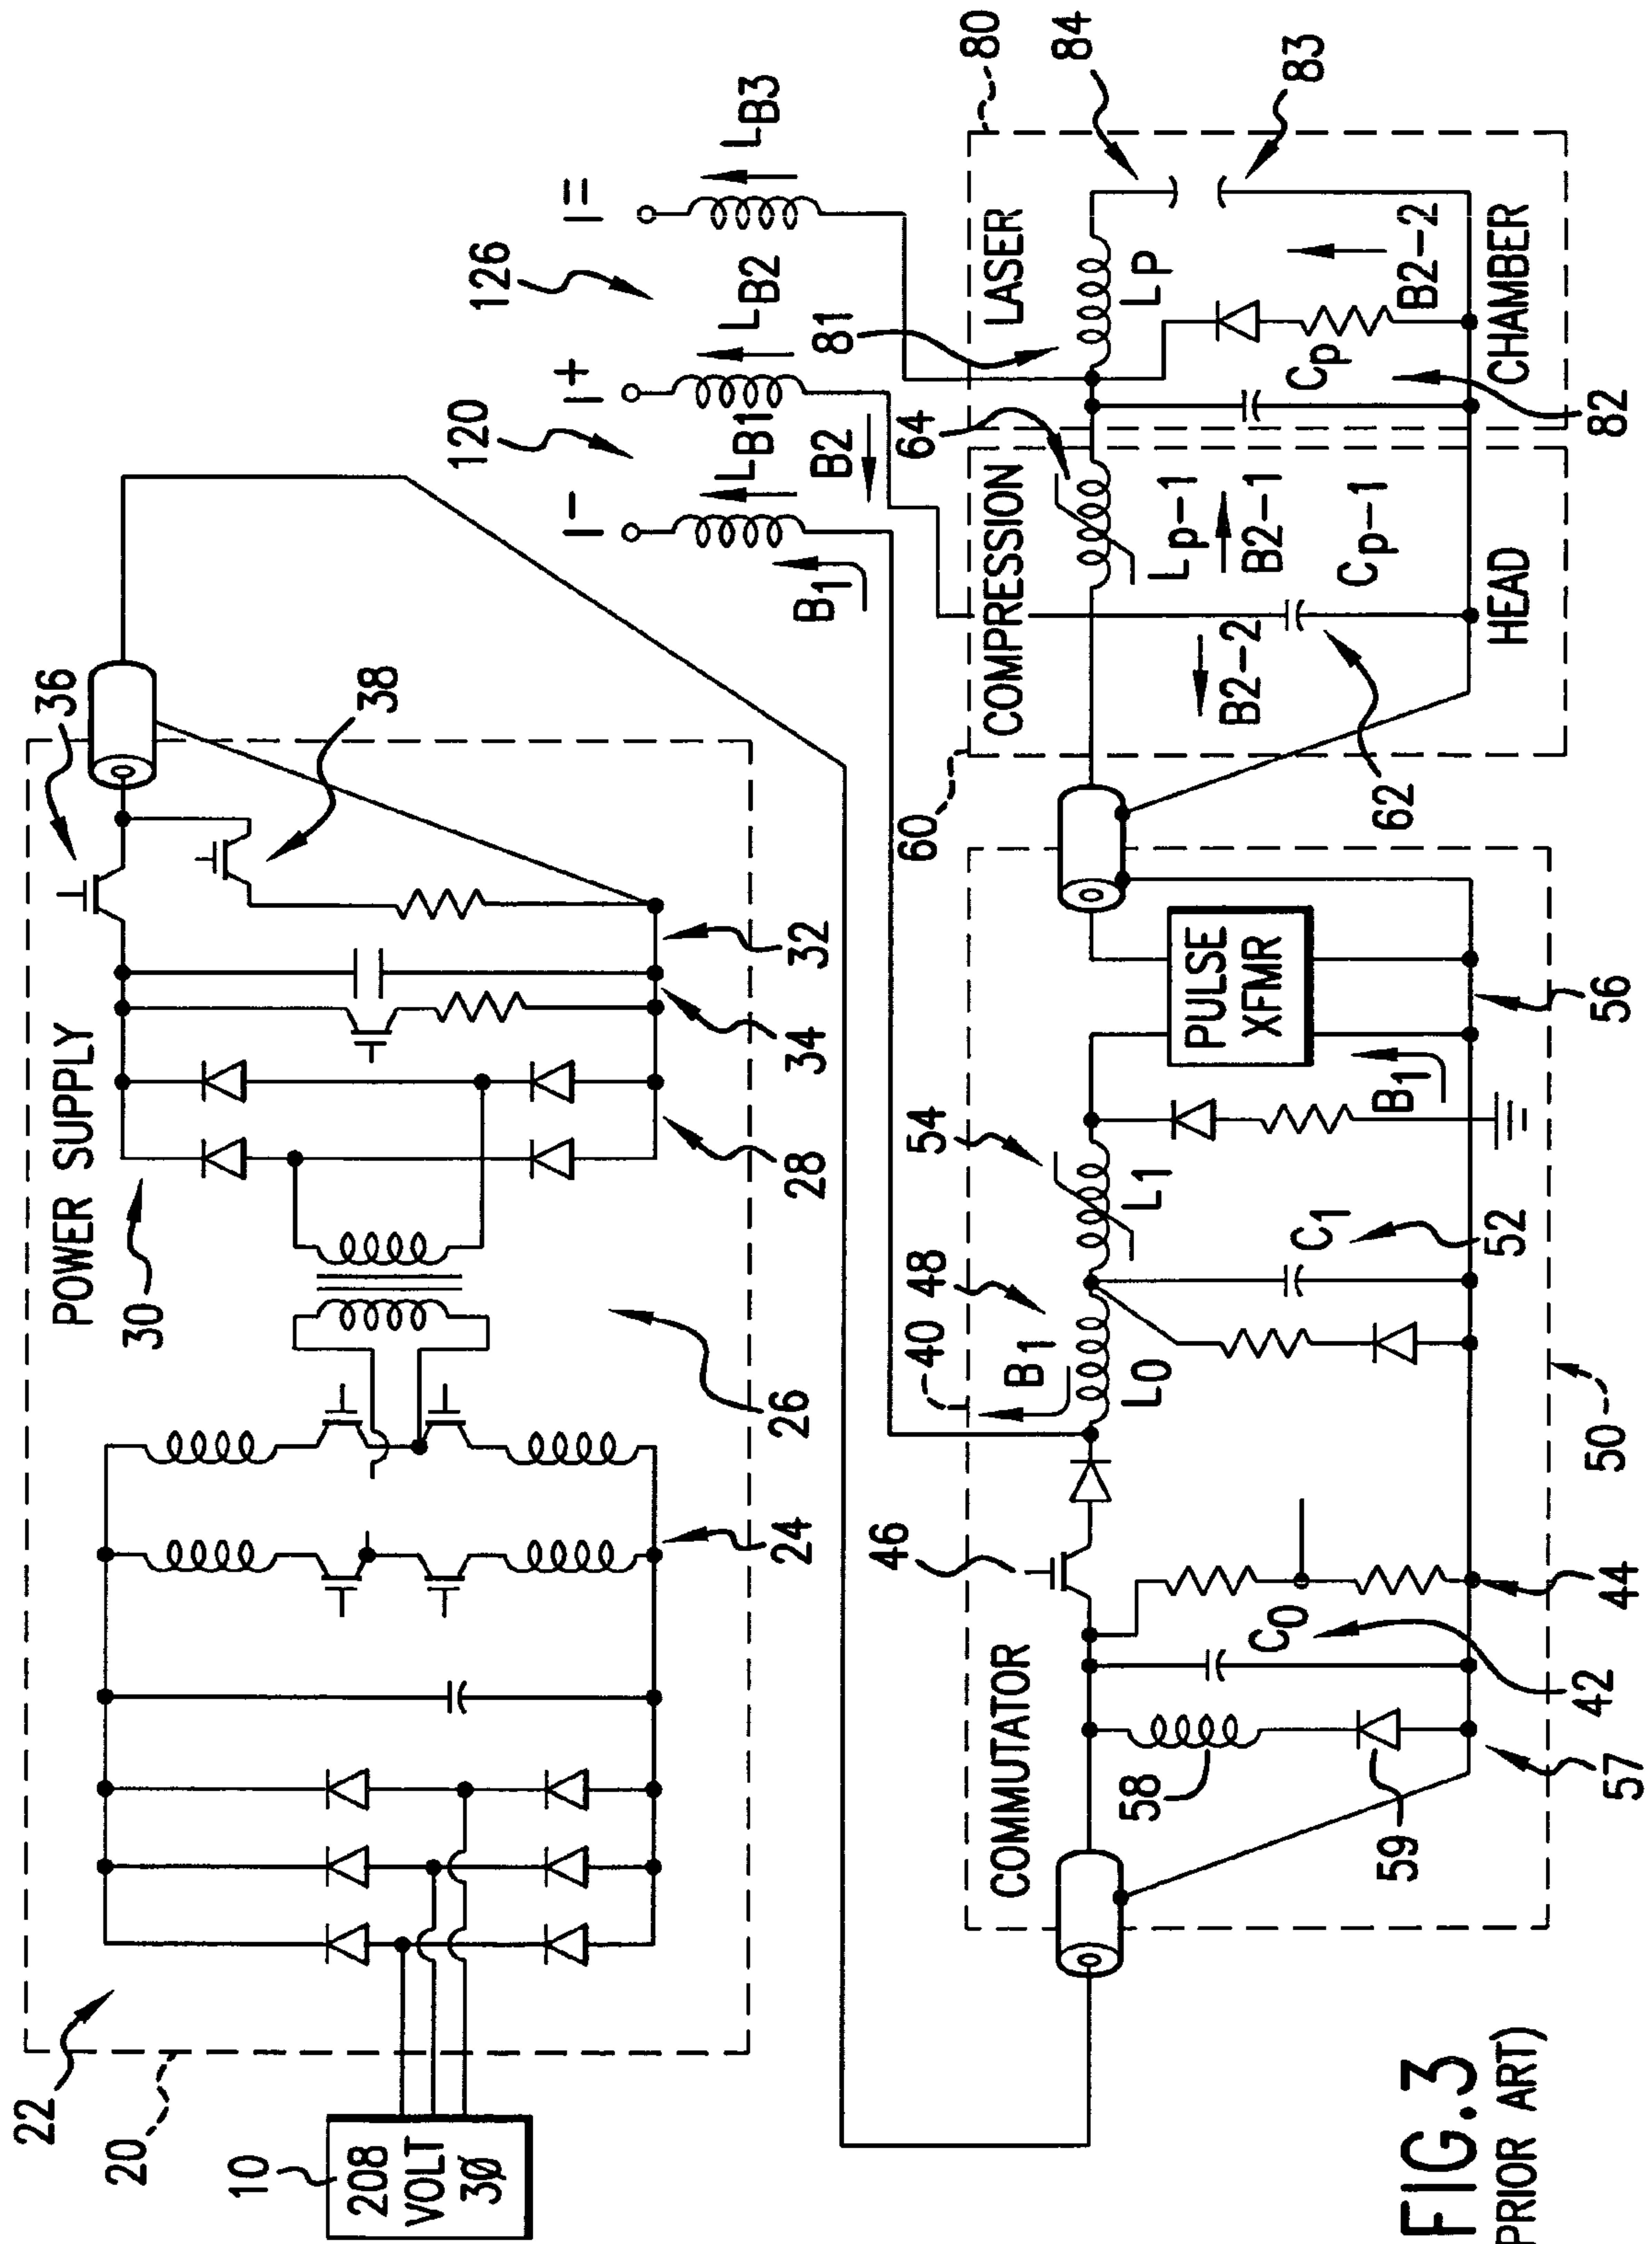 POWER SUPPLY
10
208
VOLT
3Ø
20
22
24
26
28
30
32
34
36
38
120
126
I-
I+
I=
LB1
LB2
LB3
B1
B2
COMMUTATOR
40
42
C0
44
46
48
L0
B1
50
52
C1
54
L1
B1
56
57
58
59
PULSE
XFMR
60
COMPRESSION
HEAD
62
64
Lp-1
B2-1
Cp-1
B2-2
80
LASER
CHAMBER
81
82
83
84
LP
Cp
B2-2
FIG.3
PRIOR ART)